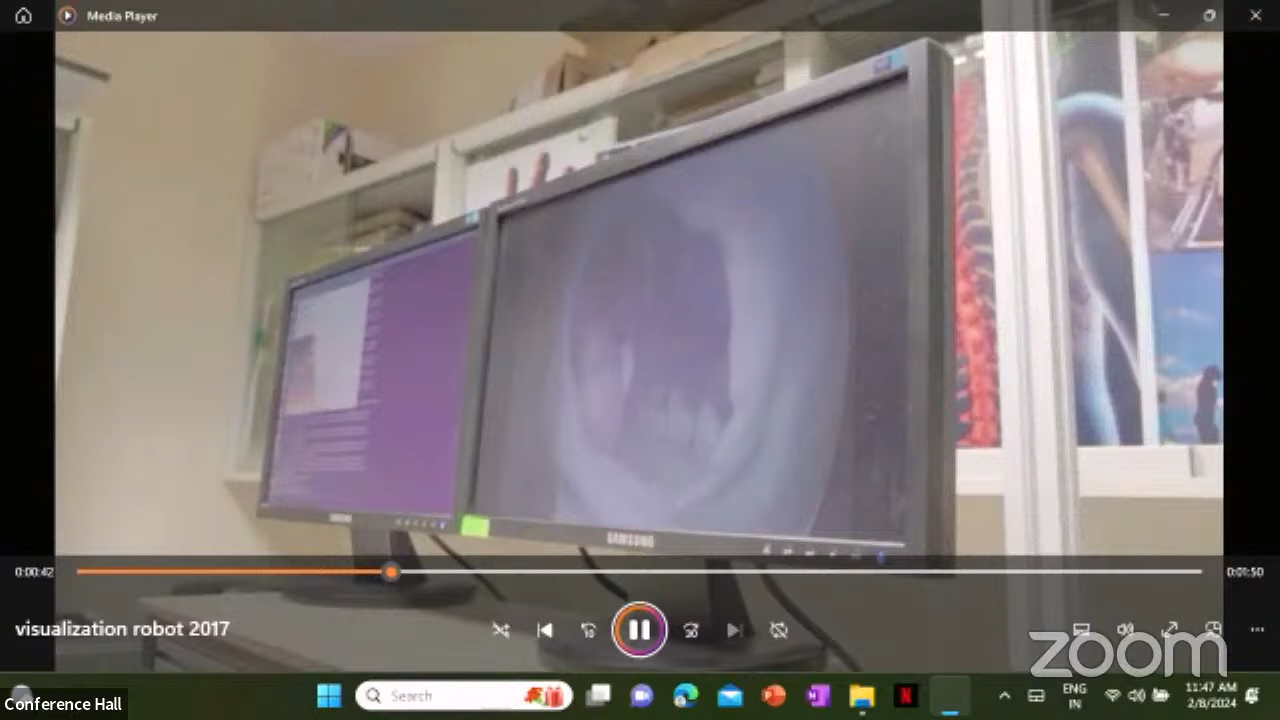 Media Player
SAMSUNG
0:00:42
0:01:50
visualization robot 2017
zoom
Conference Hall
Search
ENG
IN
11:47 AM
2/8/2024